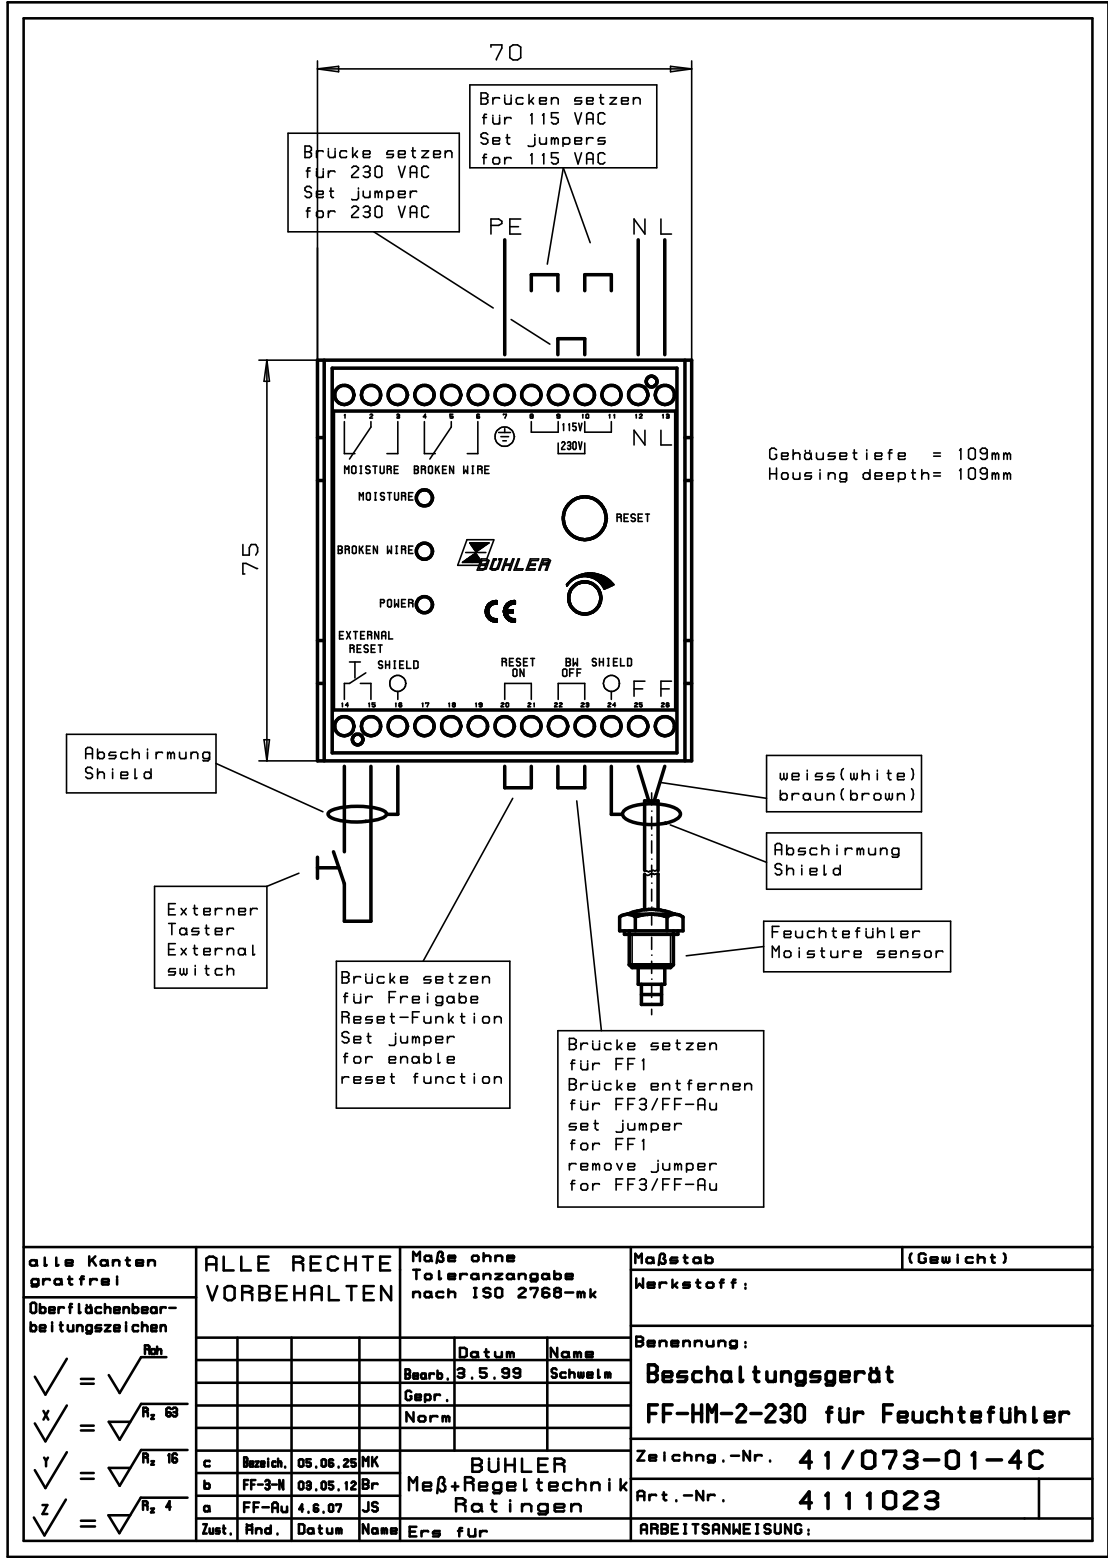 70
Brücken setzen
für 115 VAC
Set jumpers
for 115 VAC
Brücke setzen
für 230 VAC
Set jumper
for 230 VAC
PE
N L
1 2 3 4 5 6 7 8 9 10 11 12 13
115V
230V
N L
MOISTURE BROKEN WIRE
Gehäusetiefe = 109mm
Housing deepth= 109mm
MOISTURE
RESET
75
BROKEN WIRE
BÜHLER
POWER
CE
EXTERNAL
RESET
SHIELD
RESET
ON
BW
OFF
SHIELD
F F
14 15 16 17 18 19 20 21 22 23 24 25 26
Abschirmung
Shield
weiss(white)
braun(brown)
Abschirmung
Shield
Externer
Taster
External
switch
Feuchtefühler
Moisture sensor
Brücke setzen
für Freigabe
Reset-Funktion
Set jumper
for enable
reset function
Brücke setzen
für FF1
Brücke entfernen
für FF3/FF-Au
set jumper
for FF1
remove jumper
for FF3/FF-Au
alle Kanten
gratfrei
Oberflächenbear-
beitungszeichen
= Roh
X = Rz 63
Y = Rz 16
Z = Rz 4
ALLE RECHTE
VORBEHALTEN
Maße ohne
Toleranzangabe
nach ISO 2768-mk
Datum Name
Bearb. 3.5.99 Schwelm
Gepr.
Norm
c Bezeich. 05.06.25 MK
b FF-3-N 09.05.12 Br
a FF-Au 4.6.07 JS
Zust. Änd. Datum Name
BÜHLER
Meß+Regeltechnik
Ratingen
Ers für
Maßstab (Gewicht)
Werkstoff:
Benennung:
Beschaltungsgerät
FF-HM-2-230 für Feuchtefühler
Zeichng.-Nr. 41/073-01-4C
Art.-Nr. 4111023
ARBEITSANWEISUNG: